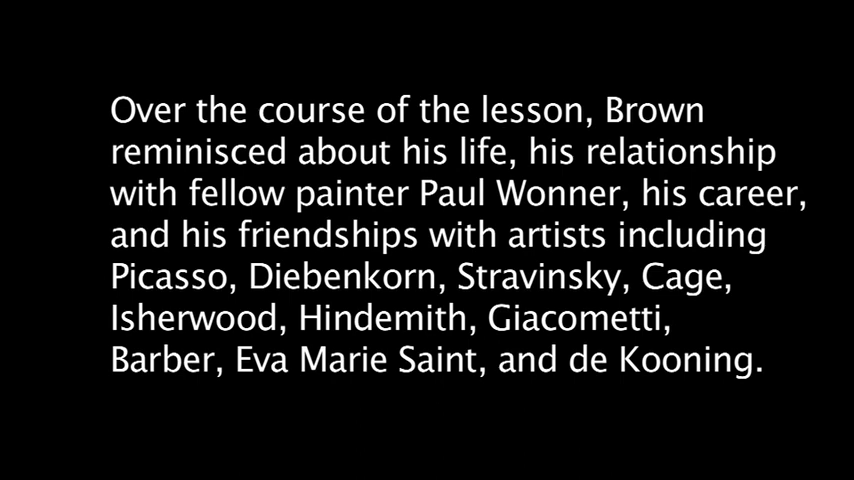 Over the course of the lesson, Brown
reminisced about his life, his relationship
with fellow painter Paul Wonner, his career,
and his friendships with artists including
Picasso, Diebenkorn, Stravinsky, Cage,
Isherwood, Hindemith, Giacometti,
Barber, Eva Marie Saint, and de Kooning.